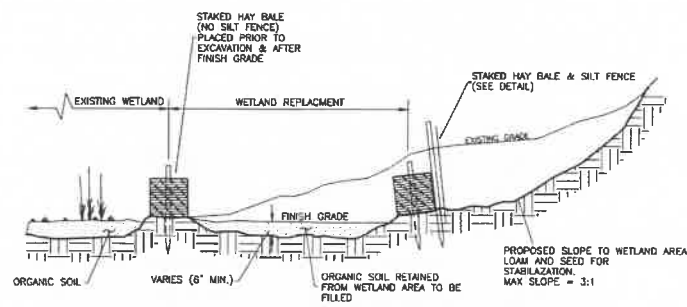 STAKED HAY BALE
(NO SILT FENCE)
PLACED PRIOR TO
EXCAVATION & AFTER
FINISH GRADE
STAKED HAY BALE & SILT FENCE
(SEE DETAIL)
EXISTING WETLAND
WETLAND REPLACMENT
EXISTING GRADE
FINISH GRADE
ORGANIC SOIL
VARIES (6" MIN.)
ORGANIC SOIL RETAINED
FROM WETLAND AREA TO BE
FILLED
PROPOSED SLOPE TO WETLAND AREA
LOAM AND SEED FOR
STABILAZATION.
MAX SLOPE = 3:1